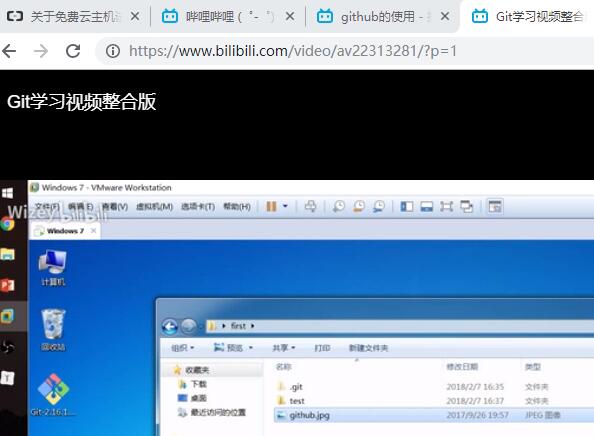 关于免费云主机
哔哩哔哩 ( ゜- ゜)
github的使用 -
Git学习视频整合
https://www.bilibili.com/video/av22313281/?p=1
Git学习视频整合版
Windows 7 - VMware Workstation
文件(F) 编辑(E) 查看(V) 虚拟机(M) 选项卡(T) 帮助(H)
Wizey bilibili
Windows 7
计算机
first
组织 预览 共享 打印 新建文件夹
收藏夹 名称 修改日期 类型
下载 .git 2018/2/7 16:35 文件夹
回收站
桌面 test 2018/2/7 16:37 文件夹
最近访问的位置 github.jpg 2017/9/26 19:57 JPEG 图像
Git-2.16.1....